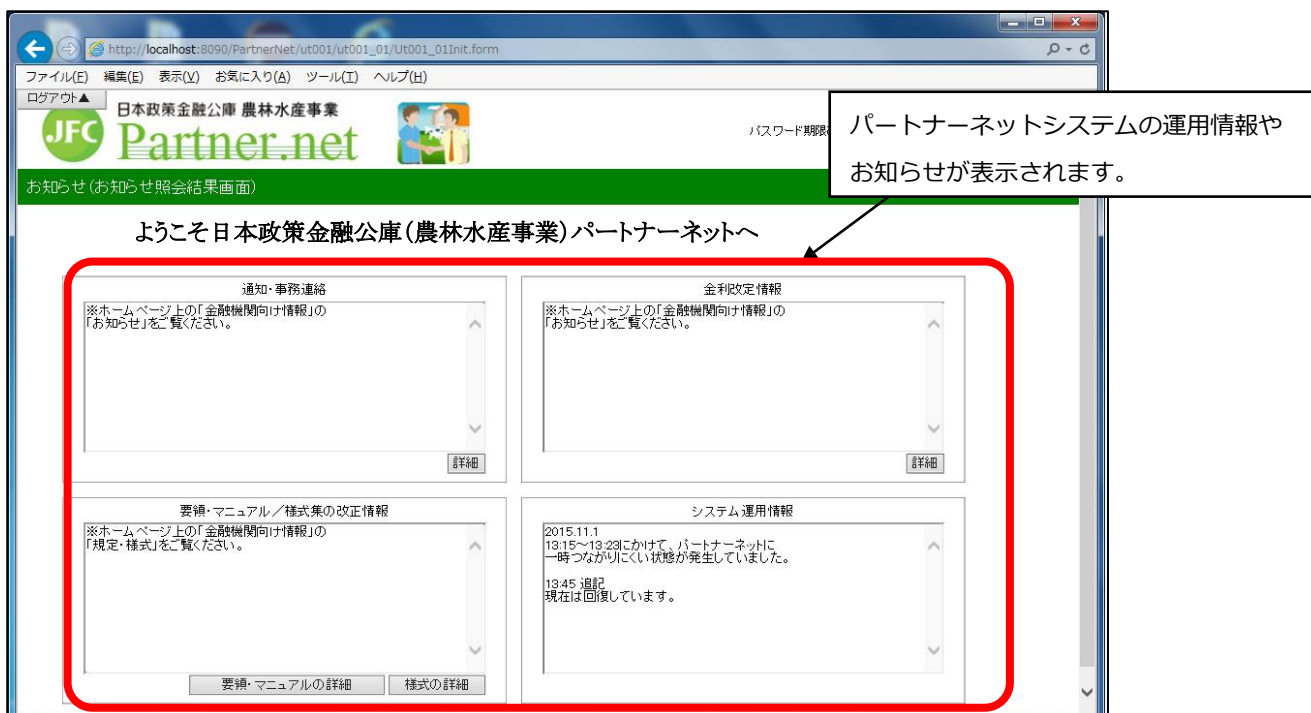 http://localhost:8090/PartnerNet/ut001/ut001_01/Ut001_01Init.form
ファイル(F) 編集(E) 表示(V) お気に入り(A) ツール(T) ヘルプ(H)
ログアウト▲
JFC
日本政策金融公庫 農林水産事業
Partner.net
パスワード期限
パートナーネットシステムの運用情報や
お知らせが表示されます。
お知らせ(お知らせ照会結果画面)
ようこそ日本政策金融公庫(農林水産事業)パートナーネットへ
通知・事務連絡
※ホームページ上の「金融機関向け情報」の
「お知らせ」をご覧ください。
詳細
金利改定情報
※ホームページ上の「金融機関向け情報」の
「お知らせ」をご覧ください。
詳細
要領・マニュアル/様式集の改正情報
※ホームページ上の「金融機関向け情報」の
「規定・様式」をご覧ください。
要領・マニュアルの詳細 様式の詳細
システム運用情報
2015.11.1
13:15~13:23にかけて、パートナーネットに
一時つながりにくい状態が発生していました。
13:45 追記
現在は回復しています。